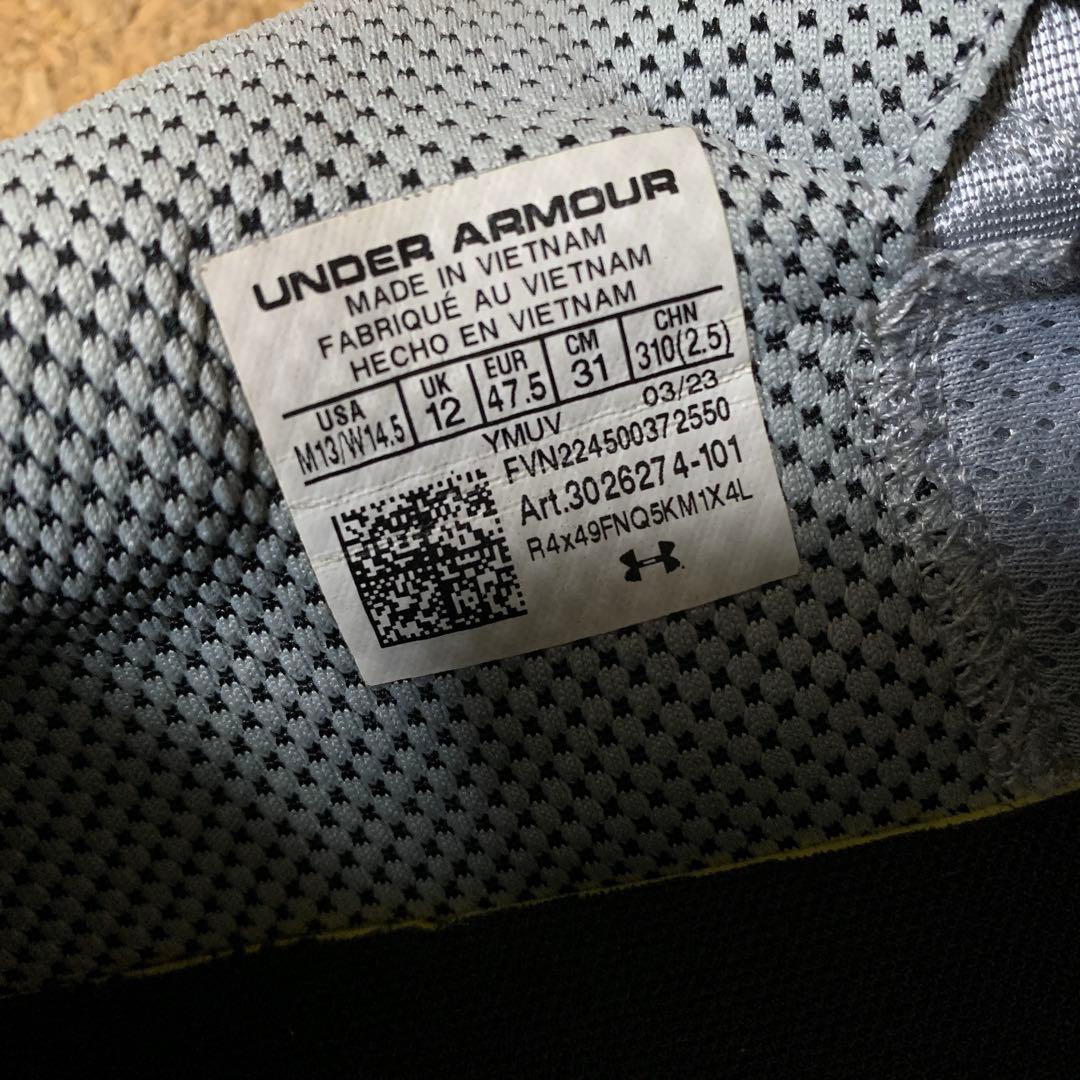 UNDER ARMOUR
MADE IN VIETNAM
FABRIQUÉ AU VIETNAM
HECHO EN VIETNAM
USA UK EUR CM CHN
M13/W14.5 12 47.5 31 310(2.5)
YMUV 03/23
FVN224500372550
Art.3026274-101
R4x49FNQ5KM1X4L